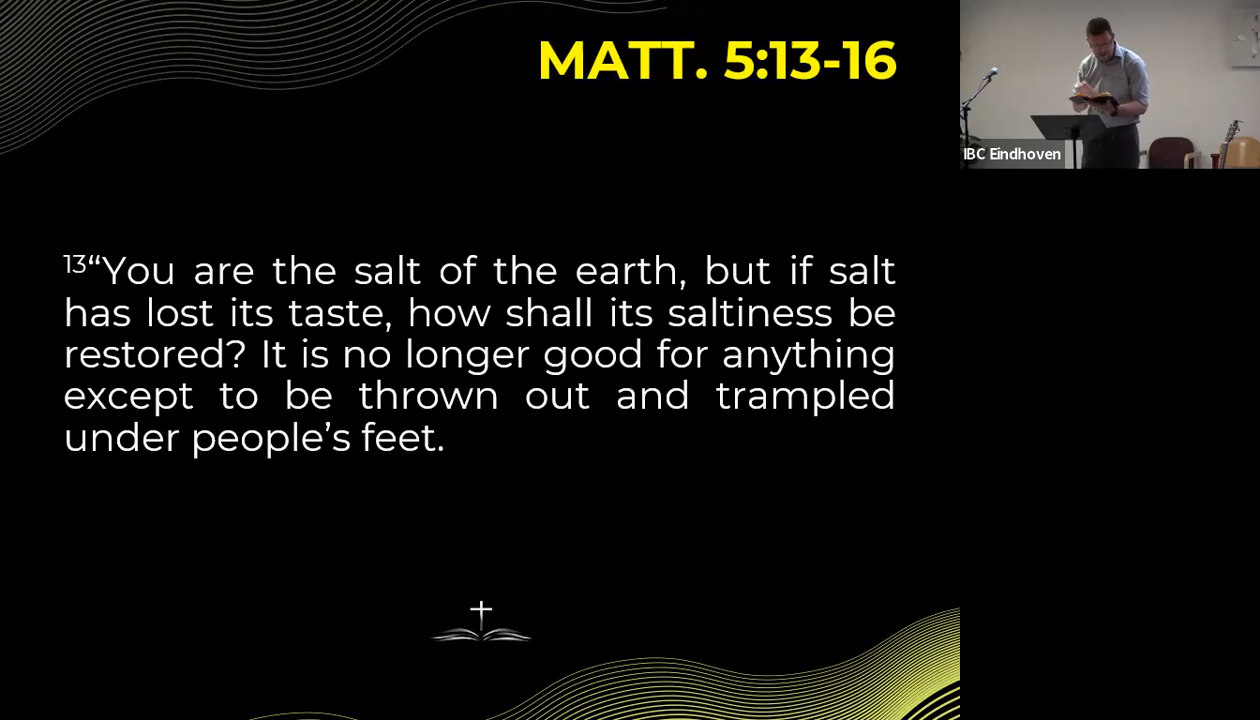 MATT. 5:13-16
IBC Eindhoven
¹³“You are the salt of the earth, but if salt
has lost its taste, how shall its saltiness be
restored? It is no longer good for anything
except to be thrown out and trampled
under people’s feet.